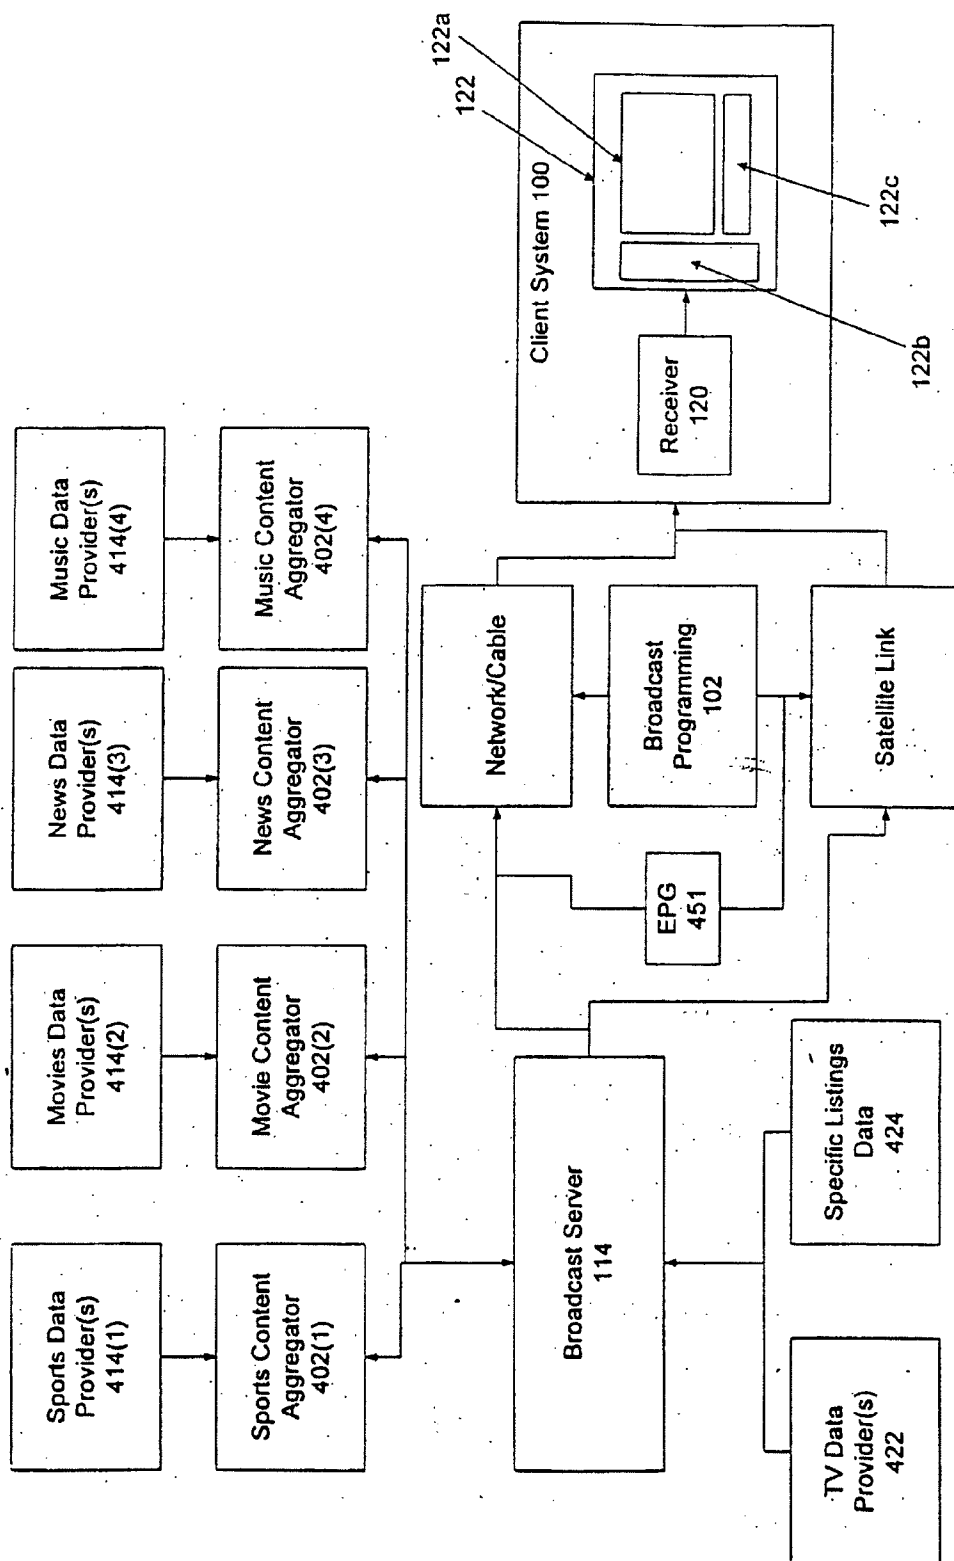 Sports Data
Provider(s)
414(1)
Movies Data
Provider(s)
414(2)
News Data
Provider(s)
414(3)
Music Data
Provider(s)
414(4)
Sports Content
Aggregator
402(1)
Movie Content
Aggregator
402(2)
News Content
Aggregator
402(3)
Music Content
Aggregator
402(4)
Broadcast Server
114
EPG
451
Network/Cable
Broadcast
Programming
102
Satellite Link
TV Data
Provider(s)
422
Specific Listings
Data
424
Client System 100
Receiver
120
122
122a
122b
122c